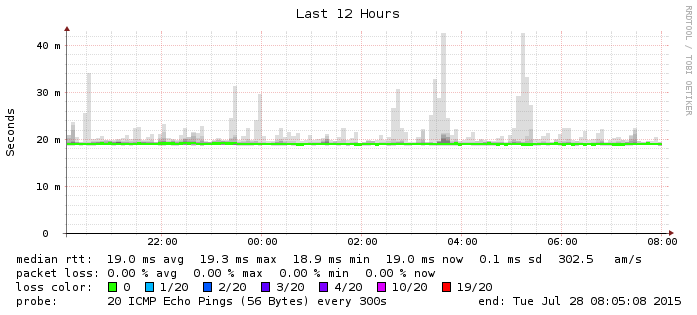 Last 12 Hours
RRDTOOL / TOBI OETIKER
Seconds
40 m
30 m
20 m
10 m
0
22:00 00:00 02:00 04:00 06:00 08:00
median rtt: 19.0 ms avg 19.3 ms max 18.9 ms min 19.0 ms now 0.1 ms sd 302.5 am/s
packet loss: 0.00 % avg 0.00 % max 0.00 % min 0.00 % now
loss color: 0 1/20 2/20 3/20 4/20 10/20 19/20
probe: 20 ICMP Echo Pings (56 Bytes) every 300s end: Tue Jul 28 08:05:08 2015